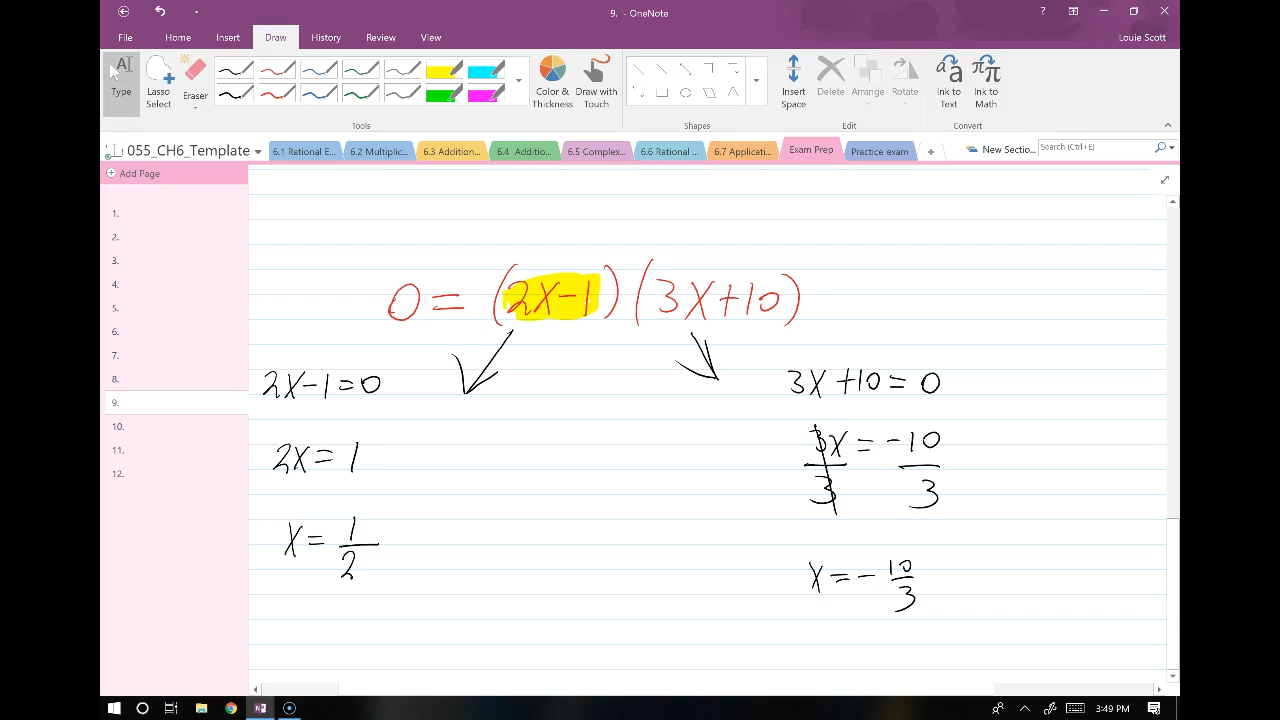 9. - OneNote
?
File Home Insert Draw History Review View
Louie Scott
Type
Lasso Select
Eraser
Color & Thickness
Draw with Touch
Insert Space
Delete
Arrange
Rotate
Ink to Text
Ink to Math
Tools
Shapes
Edit
Convert
055_CH6_Template
6.1 Rational E...
6.2 Multiplic...
6.3 Addition...
6.4 Additio...
6.5 Complex...
6.6 Rational ...
6.7 Applicati...
Exam Prep
Practice exam
+
New Sectio...
Search (Ctrl+E)
Add Page
1.
2.
3.
4.
5.
6.
7.
8.
9.
10.
11.
12.
0 = (2X-1)(3X+10)
2X-1=0
2X=1
X=1/2
3X+10=0
3X = -10
3 3
X = -10/3
3:49 PM